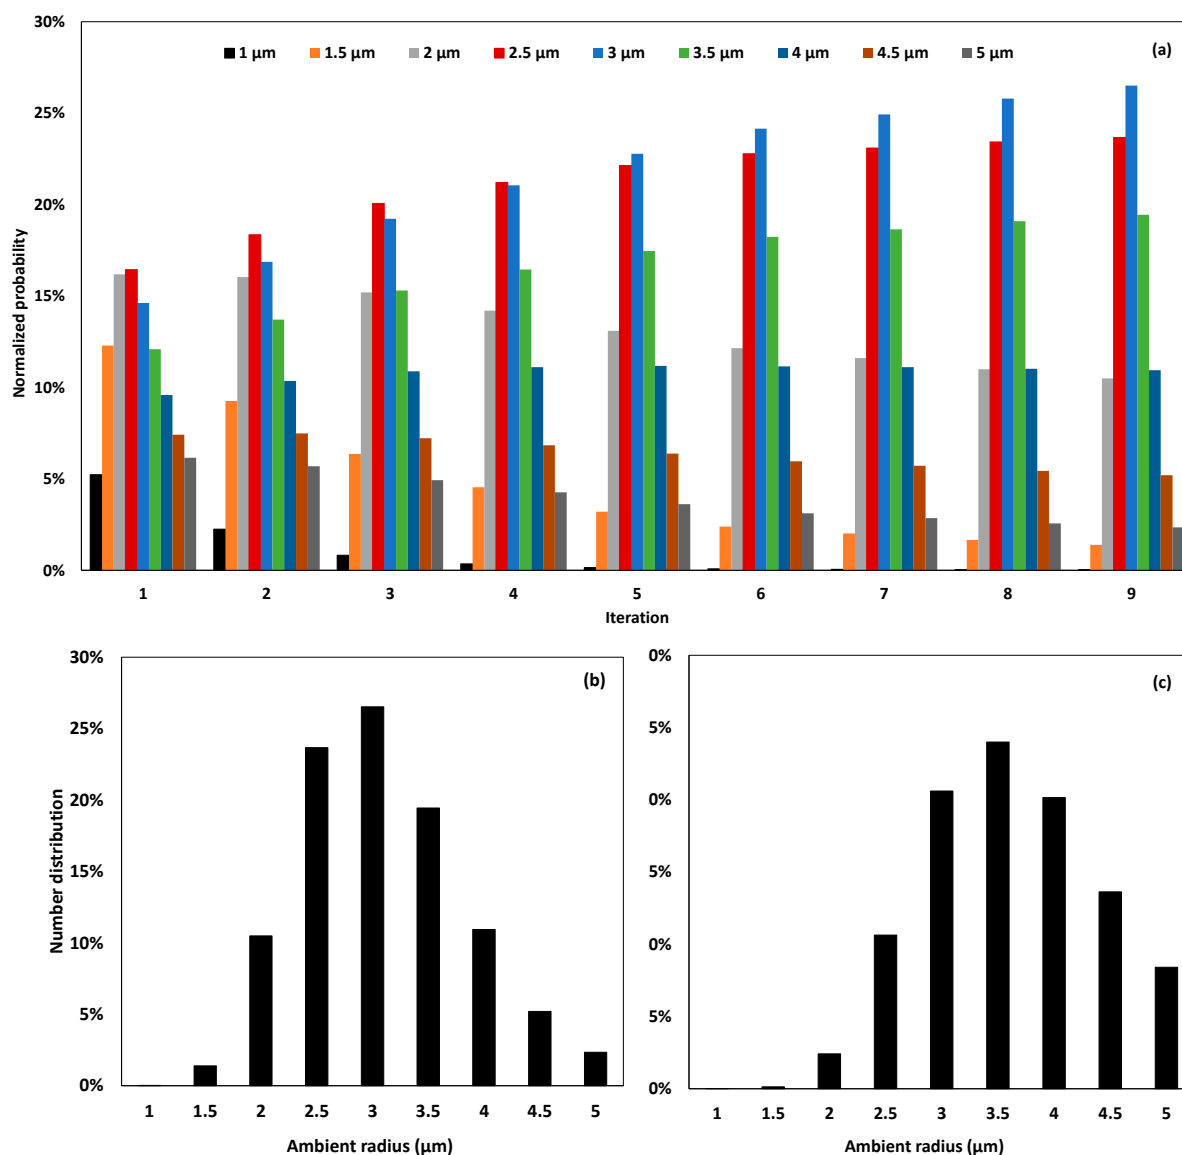 30%
(a)
1 µm 1.5 µm 2 µm 2.5 µm 3 µm 3.5 µm 4 µm 4.5 µm 5 µm
25%
20%
15%
10%
5%
0%
Normalized probability
1 2 3 4 5 6 7 8 9
Iteration
30%
(b)
25%
20%
15%
10%
5%
0%
Number distribution
1 1.5 2 2.5 3 3.5 4 4.5 5
Ambient radius (µm)
0%
(c)
5%
0%
5%
0%
5%
0%
1 1.5 2 2.5 3 3.5 4 4.5 5
Ambient radius (µm)